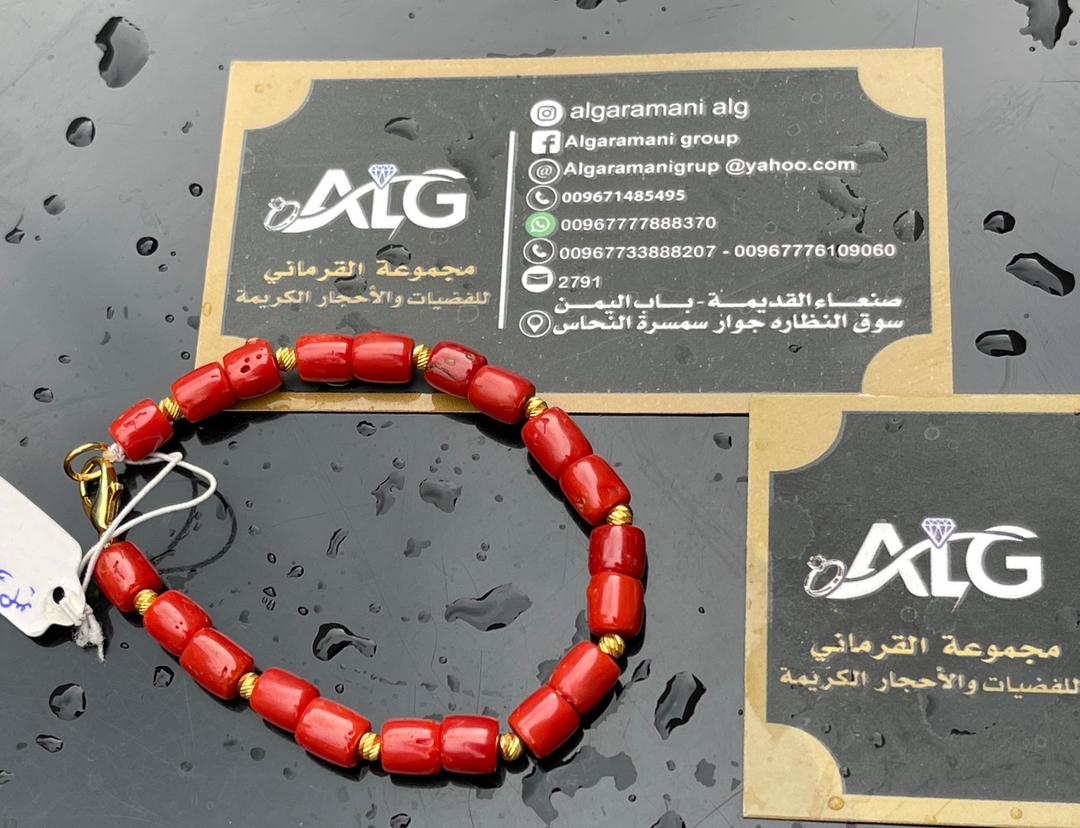 ALG
مجموعة القرماني
للفضيات والأحجار الكريمة
algaramani alg
Algaramani group
Algaramanigrup @yahoo.com
009671485495
00967777888370
00967733888207 - 00967776109060
2791
صنعاء القديمة - باب اليمن
سوق النظاره جوار سمسرة النحاس
ALG
مجموعة القرماني
للفضيات والأحجار الكريمة